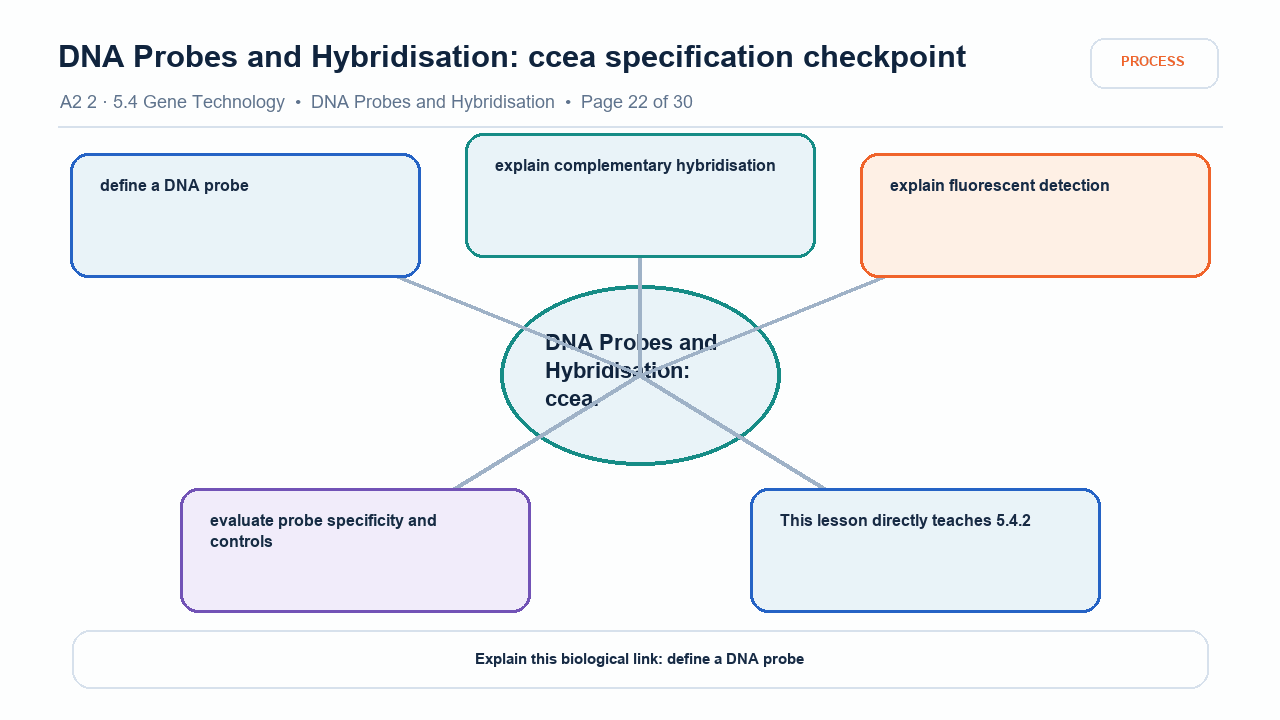 DNA Probes and Hybridisation: ccea specification checkpoint
PROCESS
A2 2 · 5.4 Gene Technology • DNA Probes and Hybridisation • Page 22 of 30
define a DNA probe
explain complementary hybridisation
explain fluorescent detection
DNA Probes and
Hybridisation:
ccea.
evaluate probe specificity and
controls
This lesson directly teaches 5.4.2
Explain this biological link: define a DNA probe